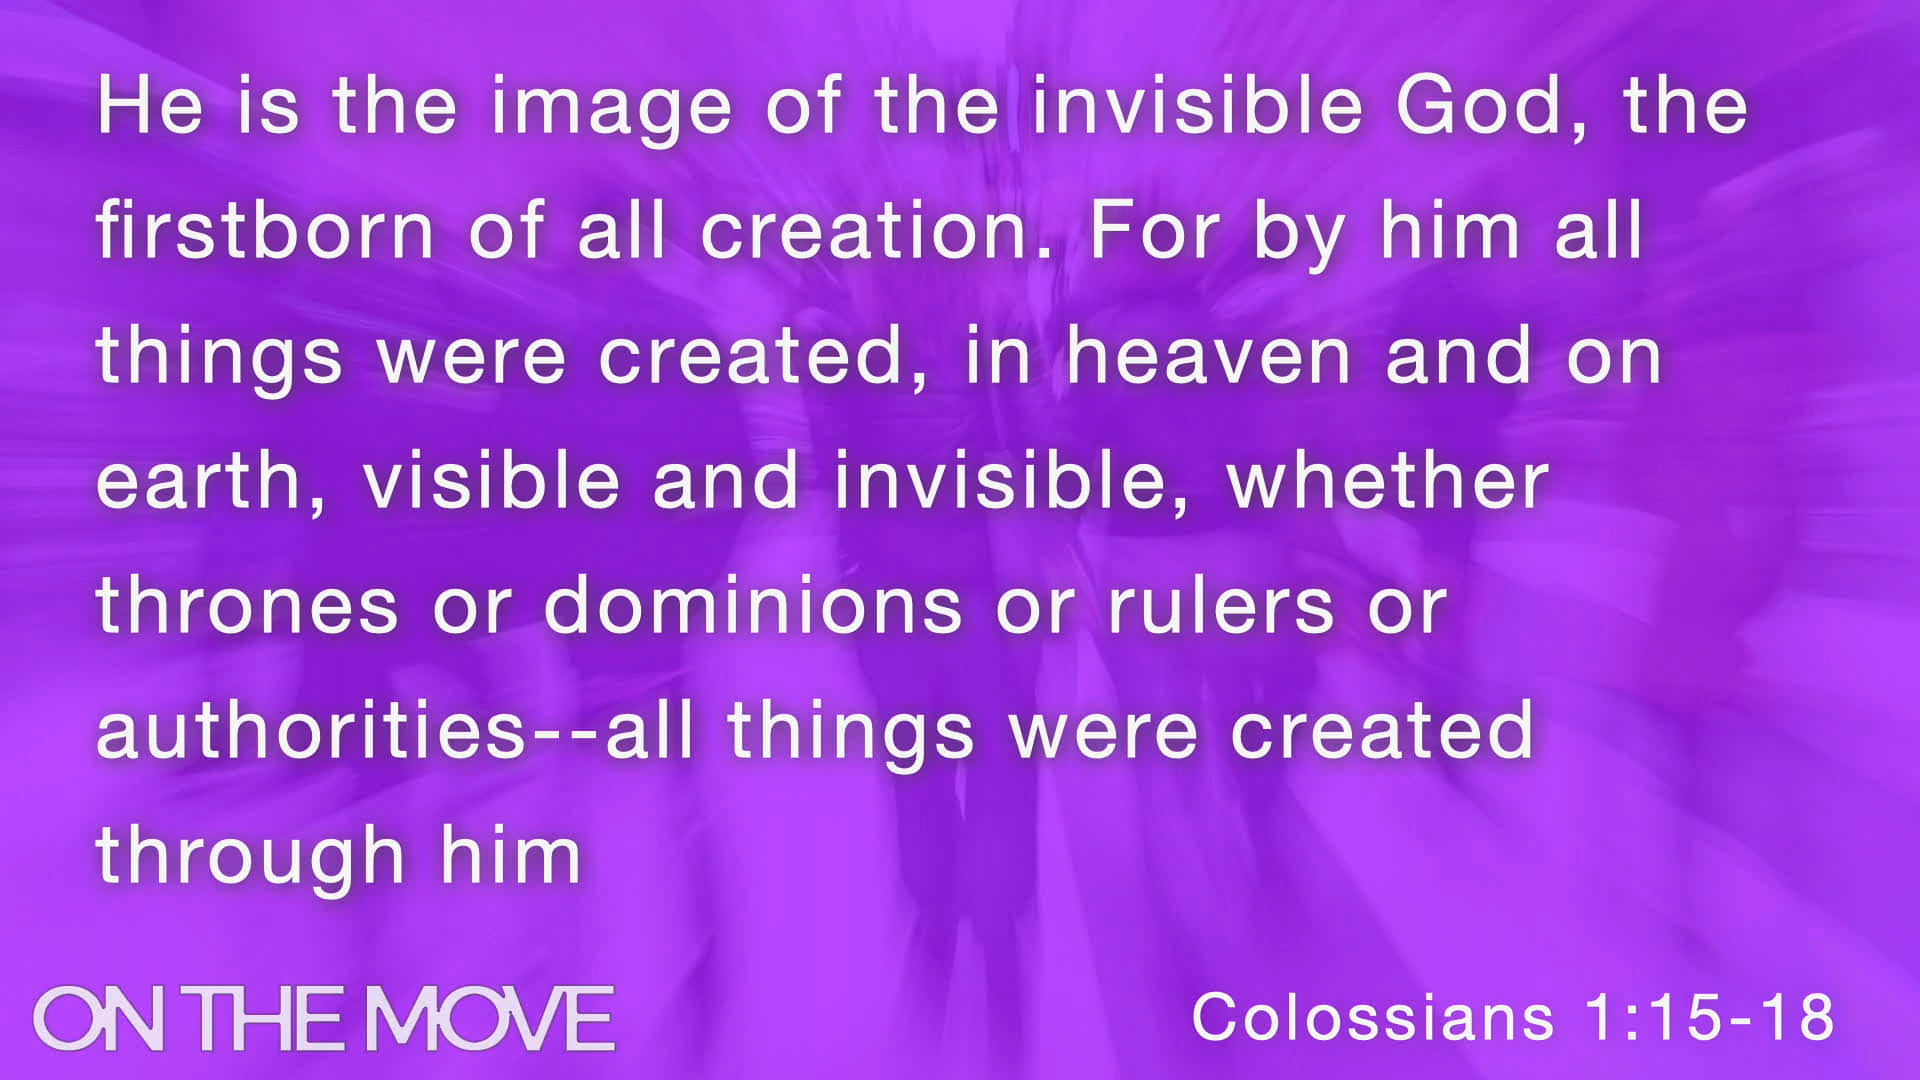 He is the image of the invisible God, the
firstborn of all creation. For by him all
things were created, in heaven and on
earth, visible and invisible, whether
thrones or dominions or rulers or
authorities--all things were created
through him
ON THE MOVE
Colossians 1:15-18